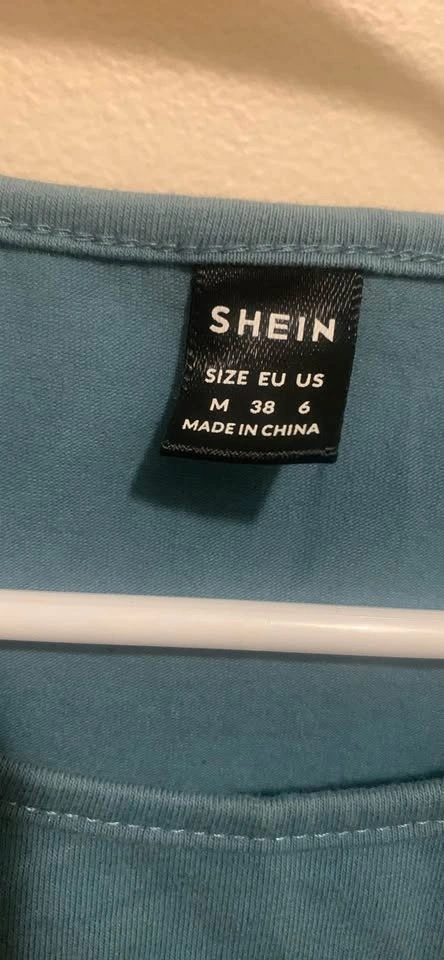 SHEIN
SIZE EU US
M 38 6
MADE IN CHINA